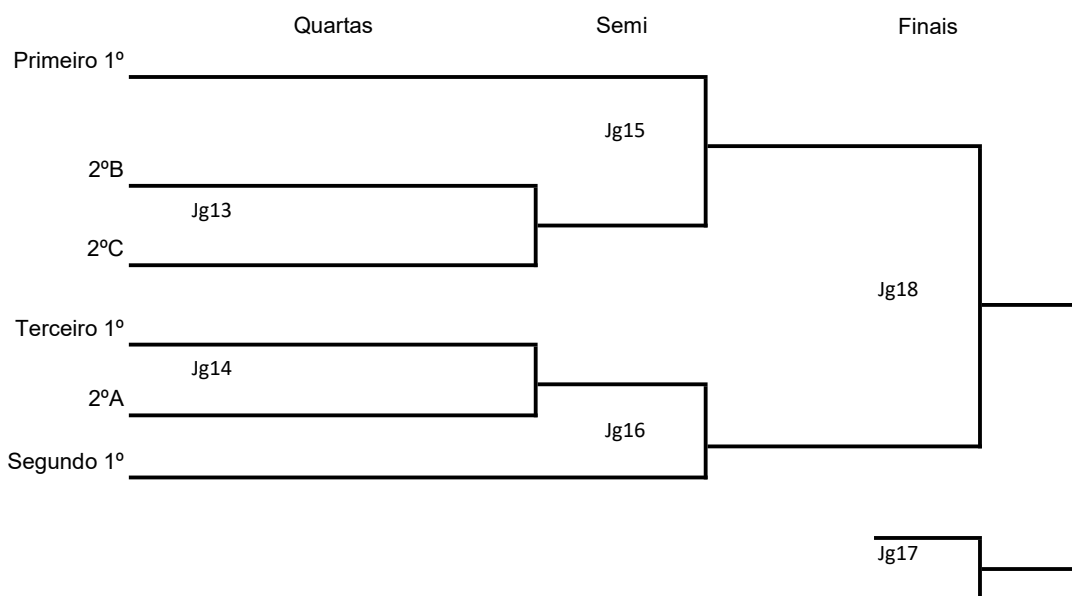 Quartas Semi Finais
Primeiro 1º
Jg15
2ºB
Jg13
2ºC
Jg18
Terceiro 1º
Jg14
2ºA
Jg16
Segundo 1º
Jg17